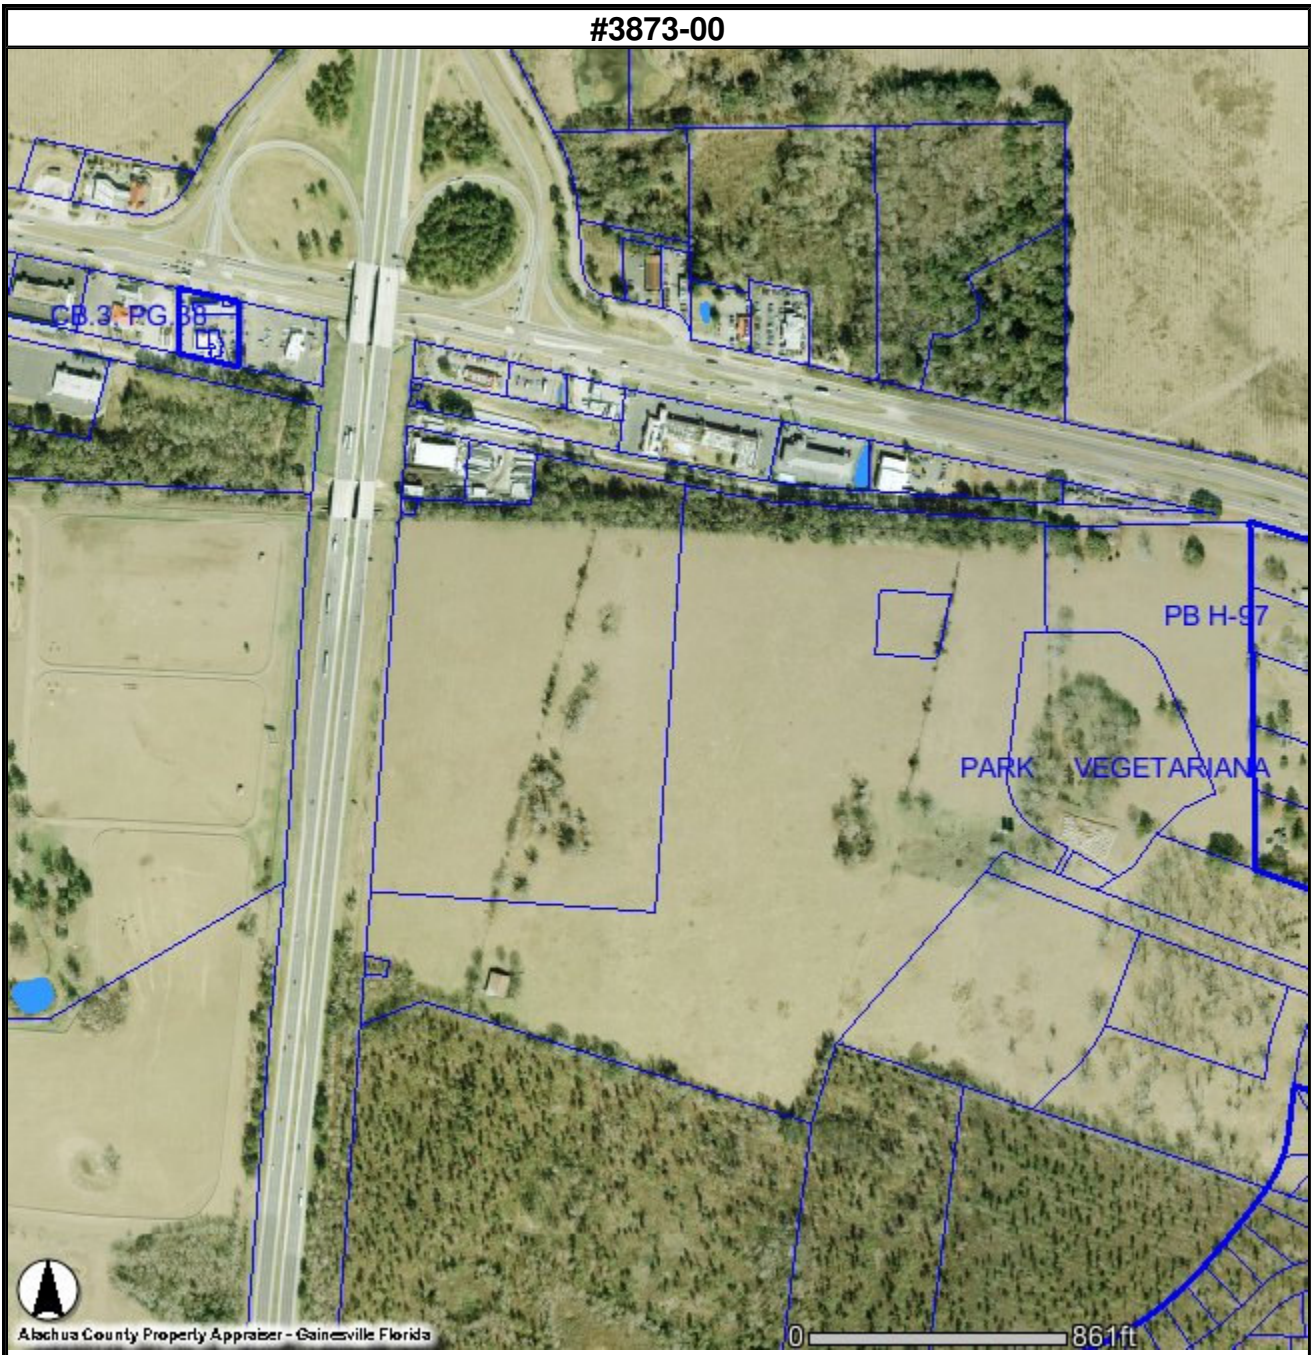 #3873-00
CB.3 PG 38
PB H-97
PARK VEGETARIANA
Alachua County Property Appraiser - Gainesville Florida
0 861ft